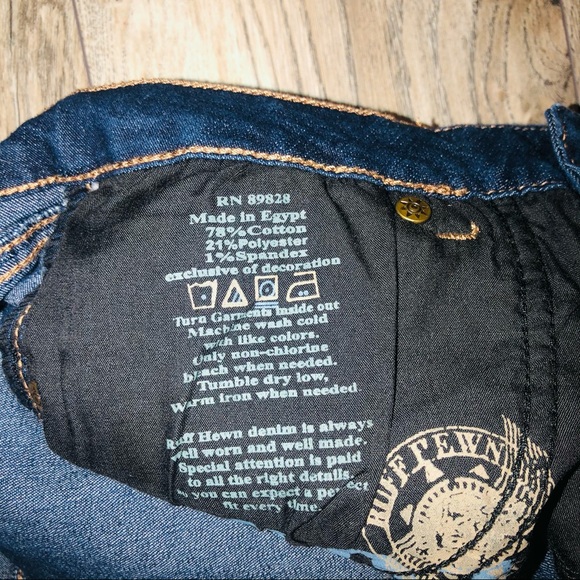 RN 89828
Made in Egypt
78%Cotton
21%Polyester
1%Spandex
exclusive of decoration
Turn Garments inside out
Machine wash cold
with like colors.
Only non-chlorine
bleach when needed.
Tumble dry low,
Warm iron when needed
Ruff Hewn denim is always
well worn and well made.
Special attention is paid
to all the right details,
so you can expect a perfect
fit every time.
RUFF HEWN